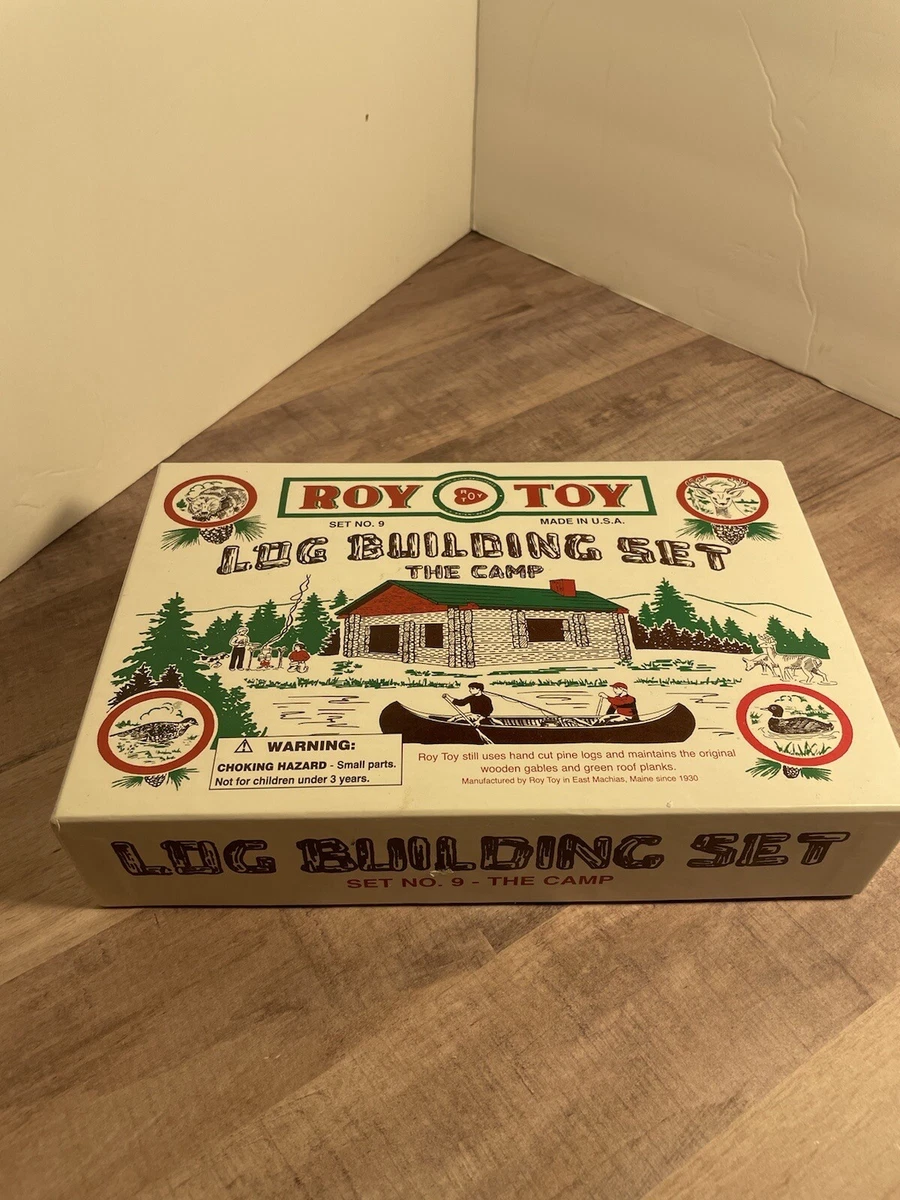 ROY TOY
ROY TOY
SET NO. 9 MADE IN U.S.A.
LOG BUILDING SET
THE CAMP
WARNING:
CHOKING HAZARD - Small parts.
Not for children under 3 years.
Roy Toy still uses hand cut pine logs and maintains the original
wooden gables and green roof planks.
Manufactured by Roy Toy in East Machias, Maine since 1930
LOG BUILDING SET
SET NO. 9 - THE CAMP